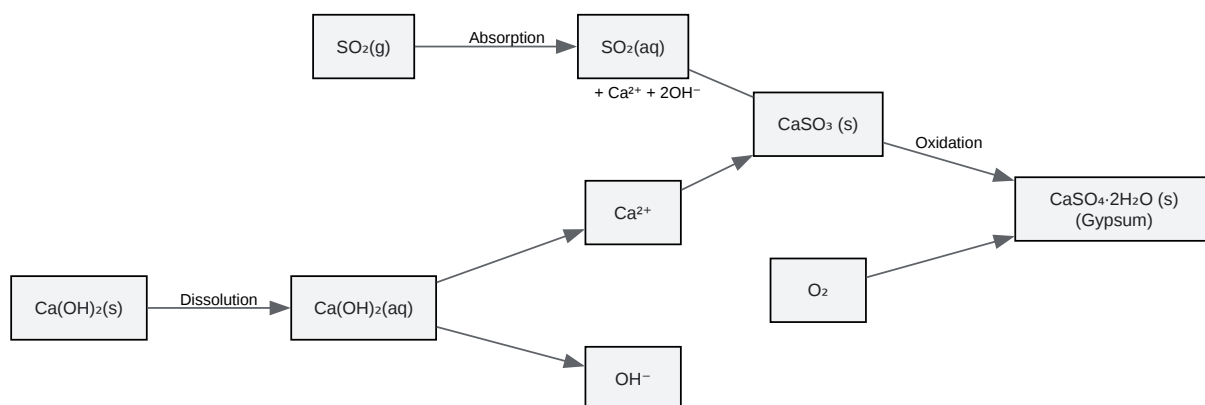 SO₂(g)
Absorption
SO₂(aq)
+ Ca²⁺ + 2OH⁻
CaSO₃ (s)
Oxidation
CaSO₄·2H₂O (s)
(Gypsum)
Ca²⁺
O₂
Ca(OH)₂(s)
Dissolution
Ca(OH)₂(aq)
OH⁻